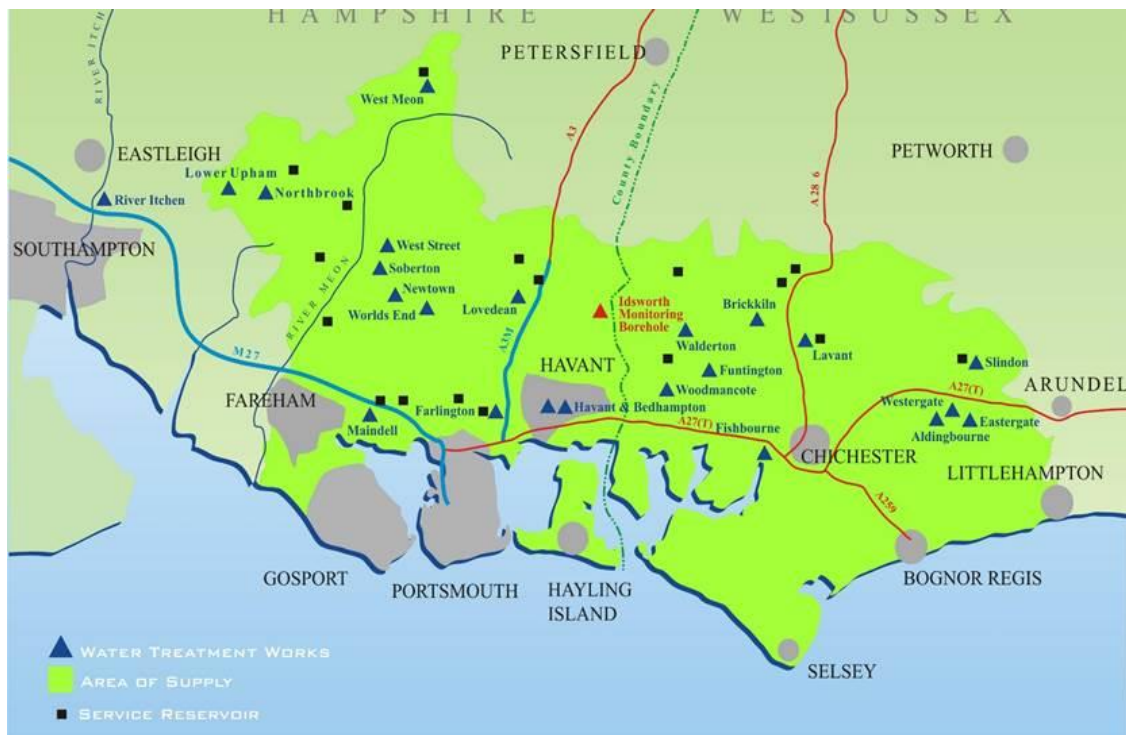 HAMPSHIRE
WEST SUSSEX
RIVER ITCH
PETERSFIELD
West Meon
A3
County Boundary
A28 6
EASTLEIGH
PETWORTH
Lower Upham
Northbrook
River Itchen
SOUTHAMPTON
West Street
Soberton
Newtown
Worlds End
RIVER MEON
Lovedean
A3M
Idsworth
Monitoring
Borehole
Brickkiln
Walderton
Lavant
M27
HAVANT
Funtington
Slindon
Woodmancote
A27(T)
ARUNDEL
FAREHAM
Farlington
Havant & Bedhampton
Maindell
A27(T)
Fishbourne
Westergate
Eastergate
Aldingbourne
CHICHESTER
LITTLEHAMPTON
A259
GOSPORT
PORTSMOUTH
HAYLING
ISLAND
BOGNOR REGIS
SELSEY
WATER TREATMENT WORKS
AREA OF SUPPLY
SERVICE RESERVOIR